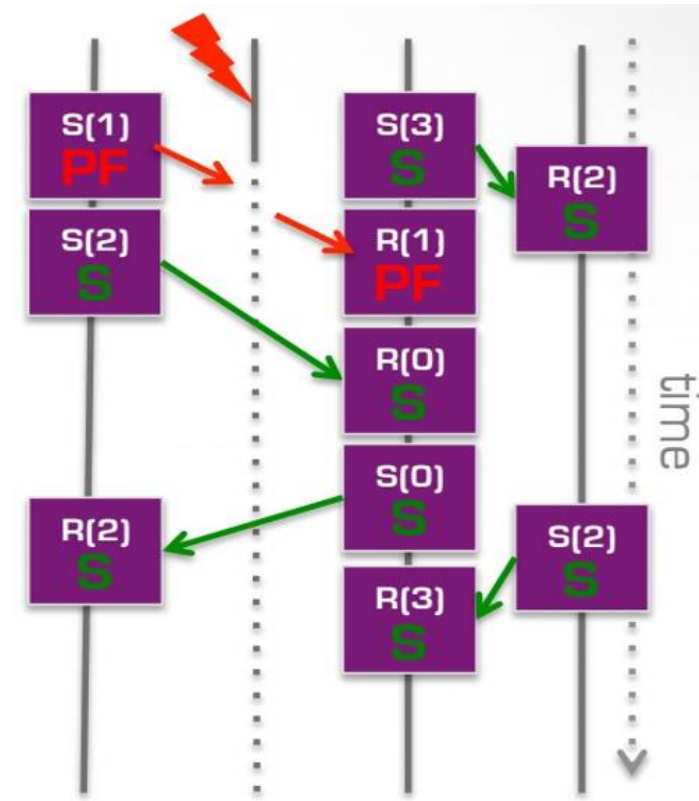 S(1)
PF
S(2)
S
R(2)
S
S(3)
S
R(1)
PF
R(0)
S
S(0)
S
R(3)
S
R(2)
S
S(2)
S
time